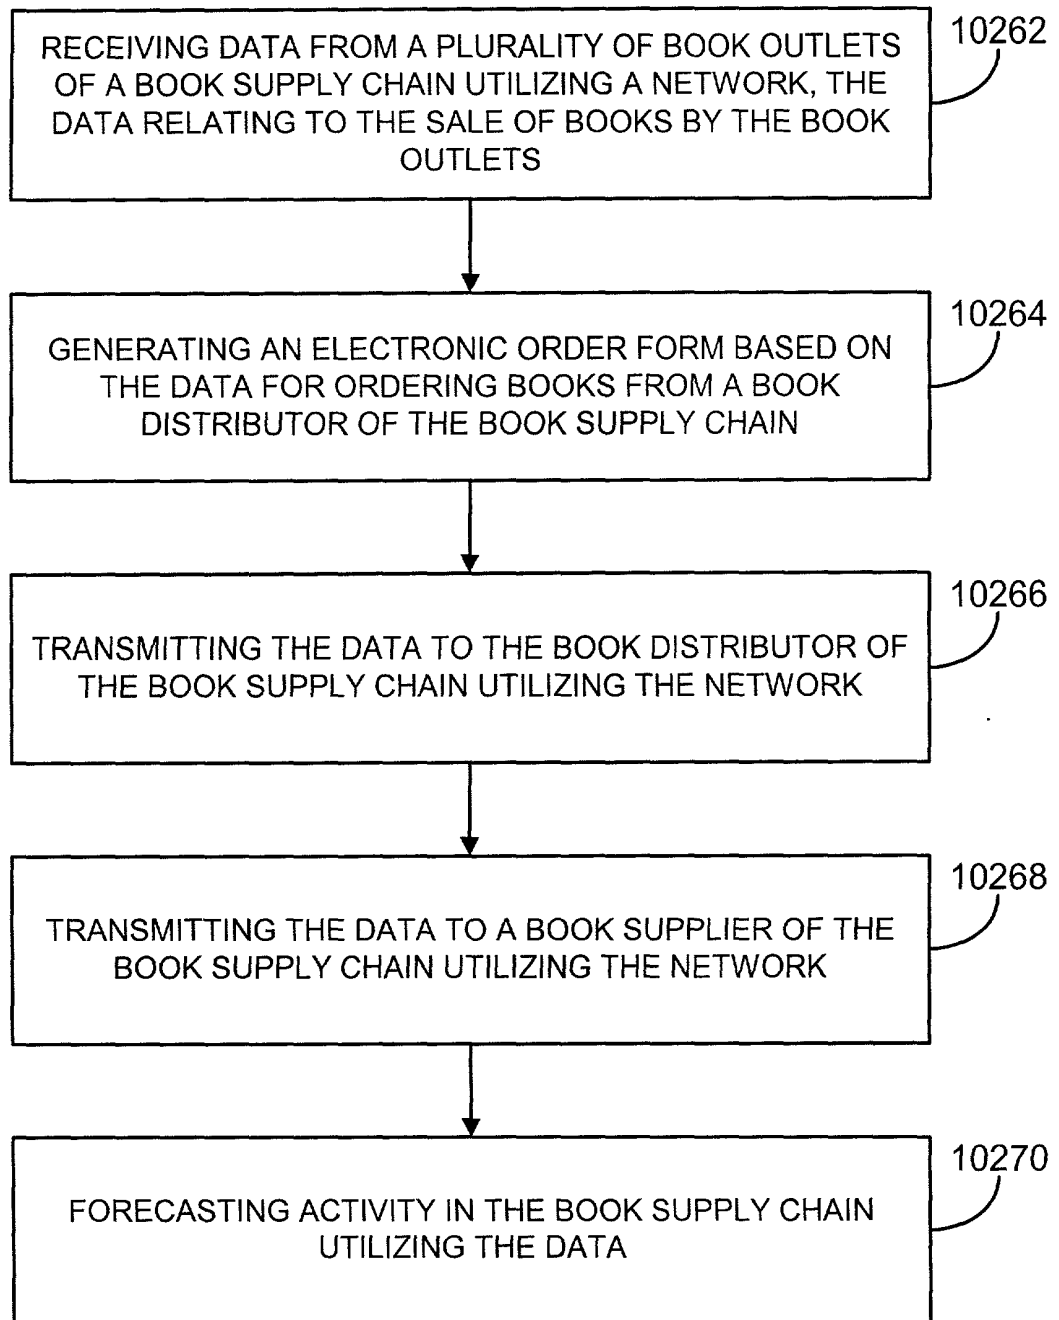 10262
RECEIVING DATA FROM A PLURALITY OF BOOK OUTLETS
OF A BOOK SUPPLY CHAIN UTILIZING A NETWORK, THE
DATA RELATING TO THE SALE OF BOOKS BY THE BOOK
OUTLETS
10264
GENERATING AN ELECTRONIC ORDER FORM BASED ON
THE DATA FOR ORDERING BOOKS FROM A BOOK
DISTRIBUTOR OF THE BOOK SUPPLY CHAIN
10266
TRANSMITTING THE DATA TO THE BOOK DISTRIBUTOR OF
THE BOOK SUPPLY CHAIN UTILIZING THE NETWORK
10268
TRANSMITTING THE DATA TO A BOOK SUPPLIER OF THE
BOOK SUPPLY CHAIN UTILIZING THE NETWORK
10270
FORECASTING ACTIVITY IN THE BOOK SUPPLY CHAIN
UTILIZING THE DATA